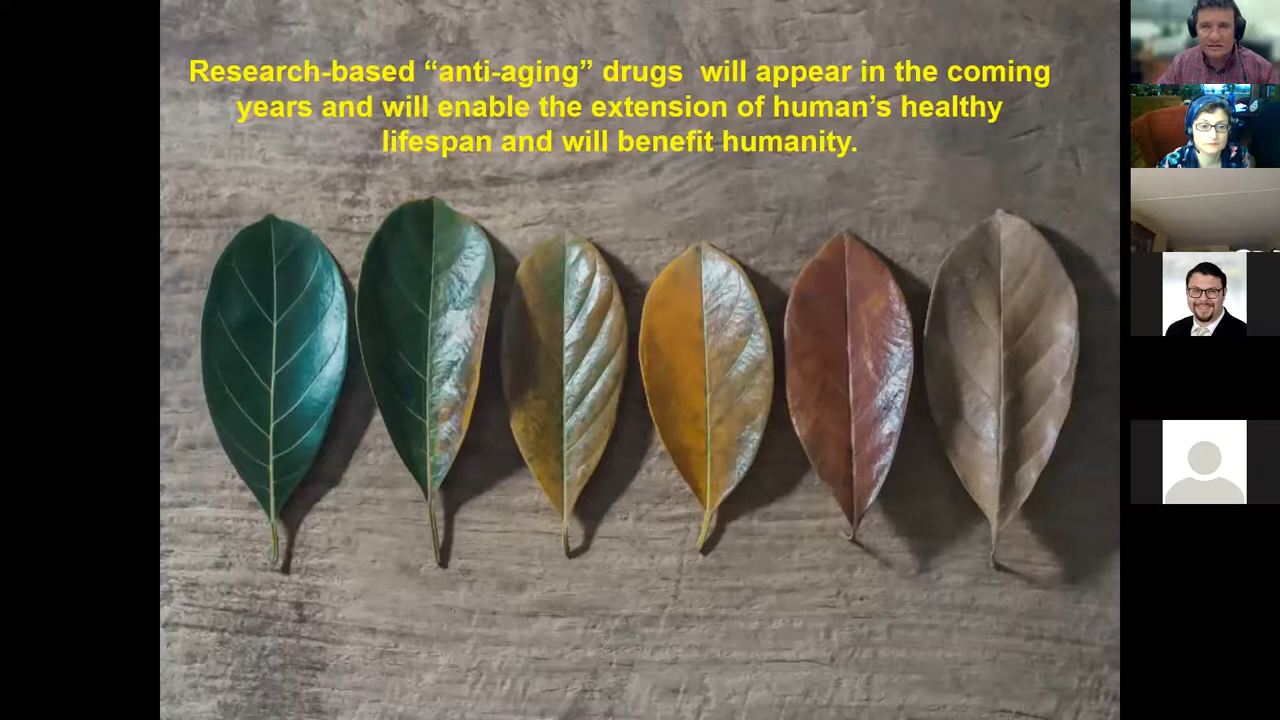 Research-based “anti-aging” drugs  will appear in the coming
years and will enable the extension of human’s healthy
lifespan and will benefit humanity.